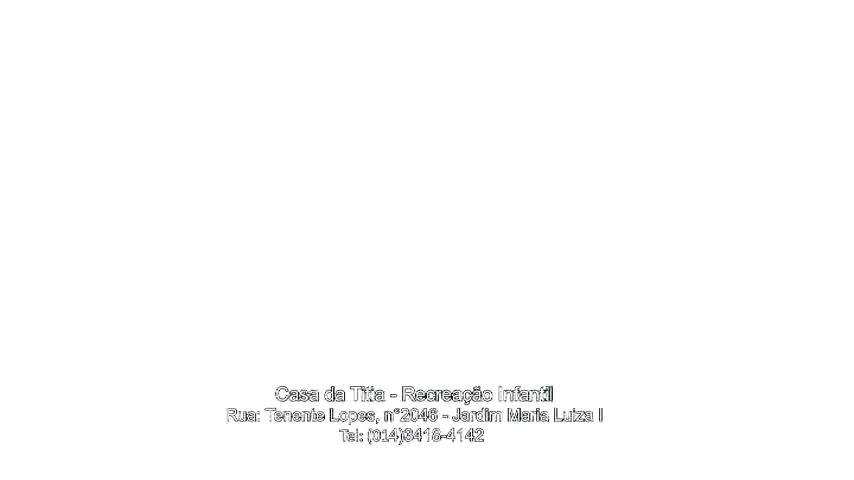 Casa da Titia - Recreação Infantil
Rua: Tenente Lopes, n°2046 - Jardim Maria Luiza I
Tel: (014)3418-4142